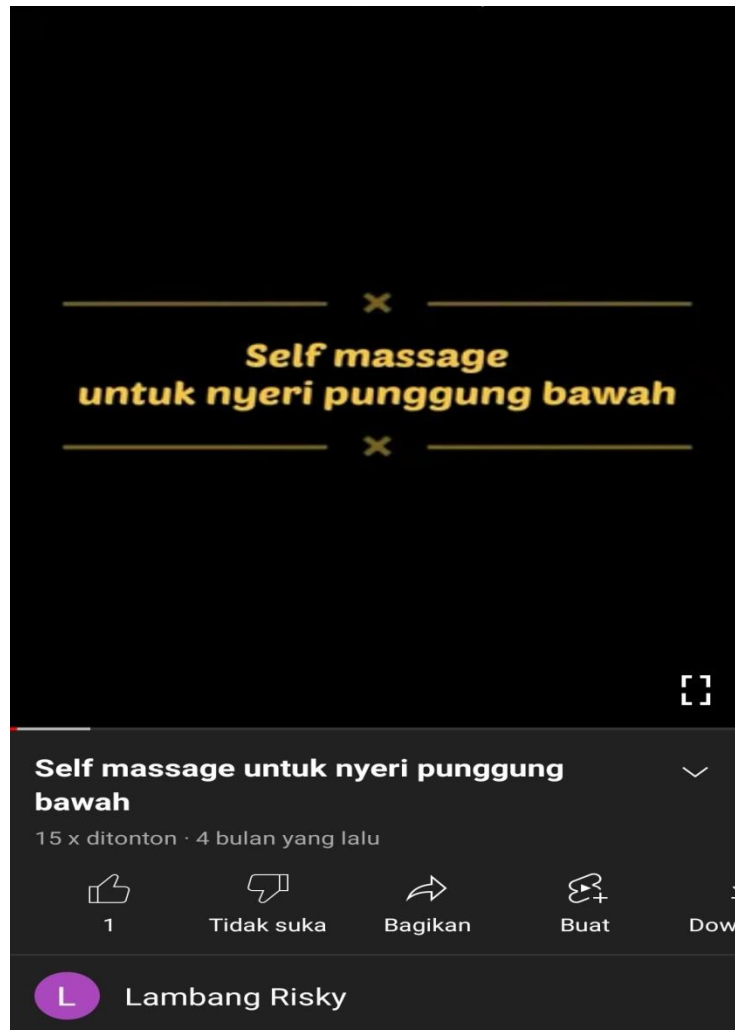 Self massage
untuk nyeri punggung bawah
Self massage untuk nyeri punggung
bawah
15 x ditonton · 4 bulan yang lalu
1 Tidak suka Bagikan Buat Dow
L Lambang Risky